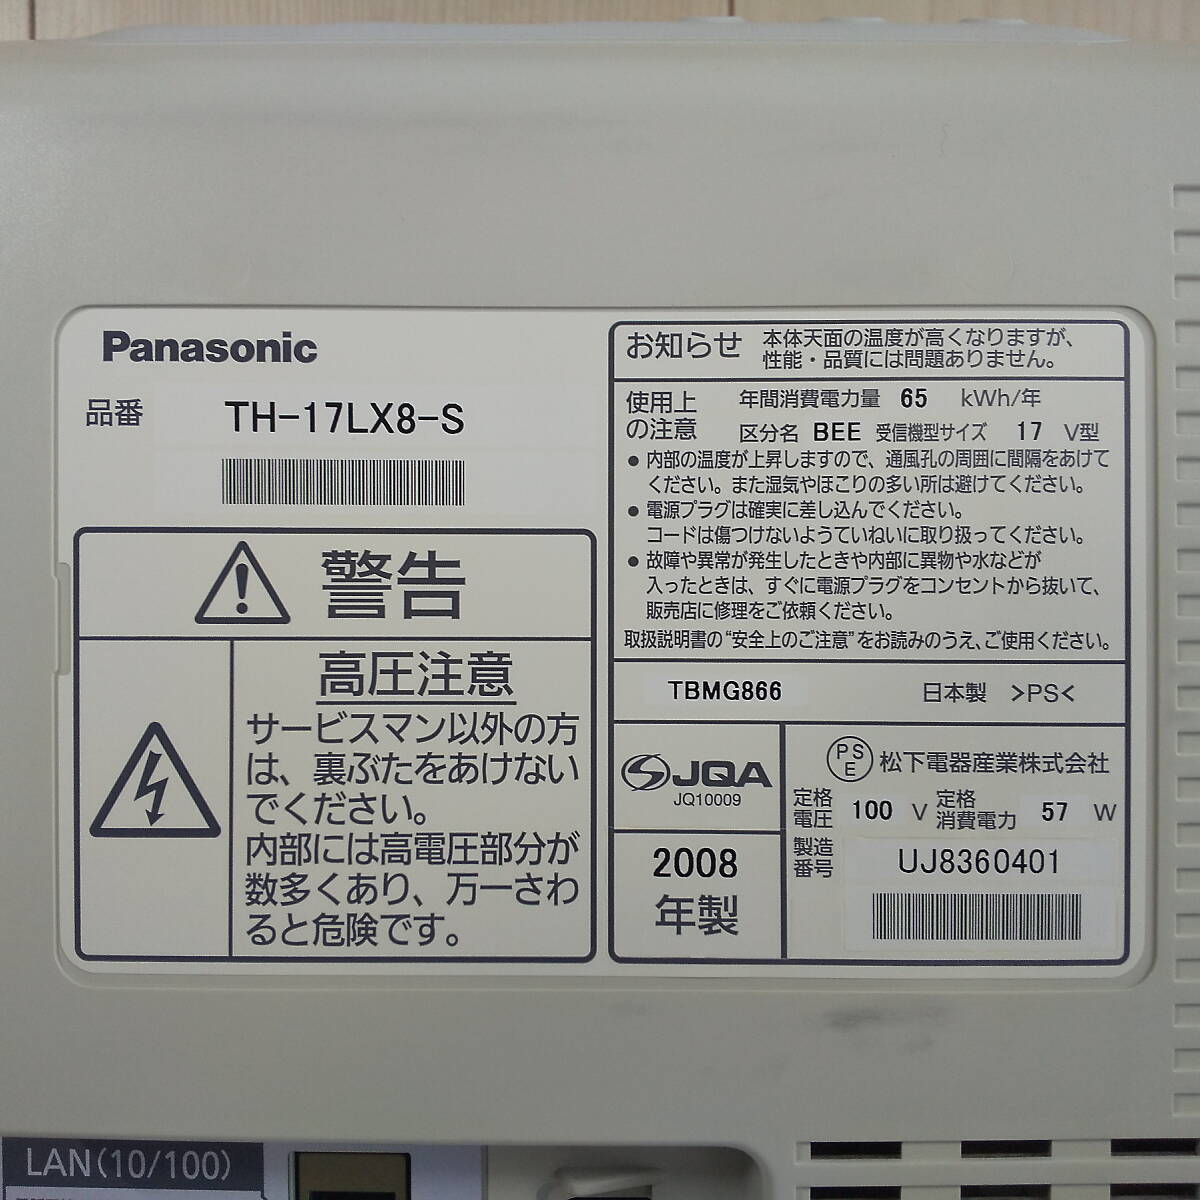 Panasonic
品番 TH-17LX8-S
警告
高圧注意
サービスマン以外の方
は、裏ぶたをあけない
でください。
内部には高電圧部分が
数多くあり、万一さわ
ると危険です。
お知らせ 本体天面の温度が高くなりますが、
性能・品質には問題ありません。
使用上
の注意
年間消費電力量 65 kWh/年
区分名 BEE 受信機型サイズ 17 V型
● 内部の温度が上昇しますので、通風孔の周囲に間隔をあけて
ください。また湿気やほこりの多い所は避けてください。
● 電源プラグは確実に差し込んでください。
コードは傷つけないようていねいに取り扱ってください。
● 故障や異常が発生したときや内部に異物や水などが
入ったときは、すぐに電源プラグをコンセントから抜いて、
販売店に修理をご依頼ください。
取扱説明書の“安全上のご注意”をお読みのうえ、ご使用ください。
TBMG866 日本製 >PS<
JQA
JQ10009
2008
年製
PSE 松下電器産業株式会社
定格
電圧 100 V 定格
消費電力 57 W
製造
番号 UJ8360401
LAN(10/100)